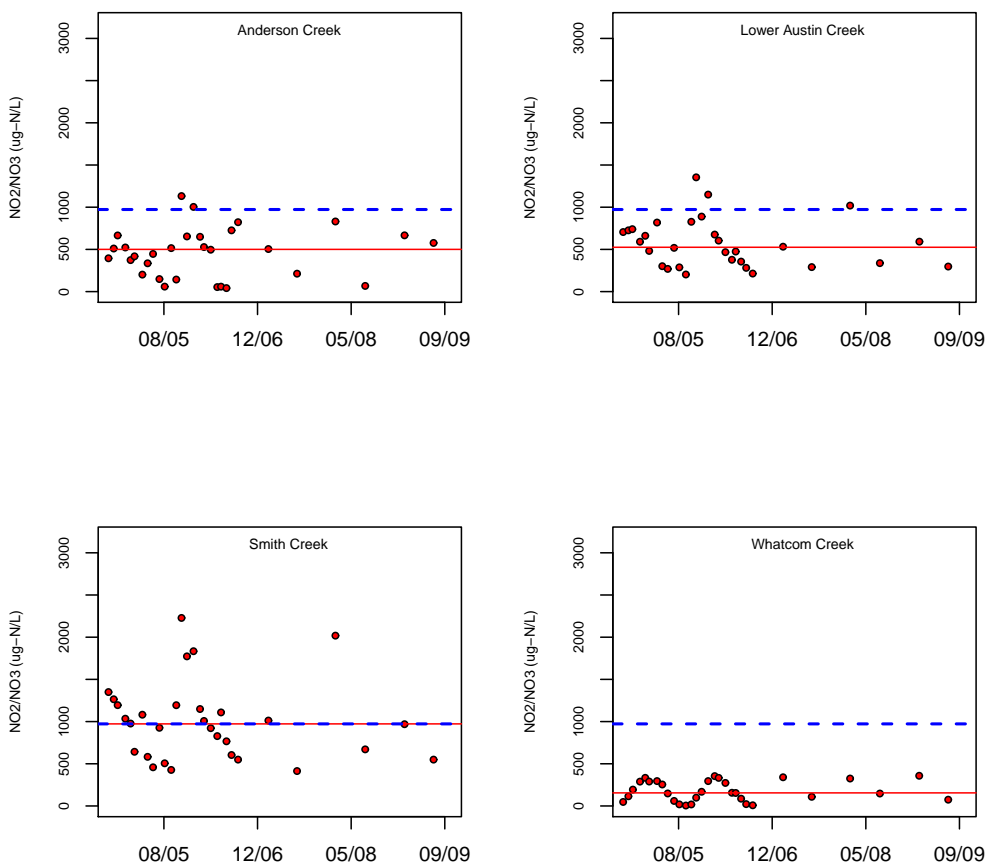 Anderson Creek
NO2/NO3 (ug−N/L)
3000
2000
1000
500
0
08/05 12/06 05/08 09/09
Lower Austin Creek
NO2/NO3 (ug−N/L)
3000
2000
1000
500
0
08/05 12/06 05/08 09/09
Smith Creek
NO2/NO3 (ug−N/L)
3000
2000
1000
500
0
08/05 12/06 05/08 09/09
Whatcom Creek
NO2/NO3 (ug−N/L)
3000
2000
1000
500
0
08/05 12/06 05/08 09/09